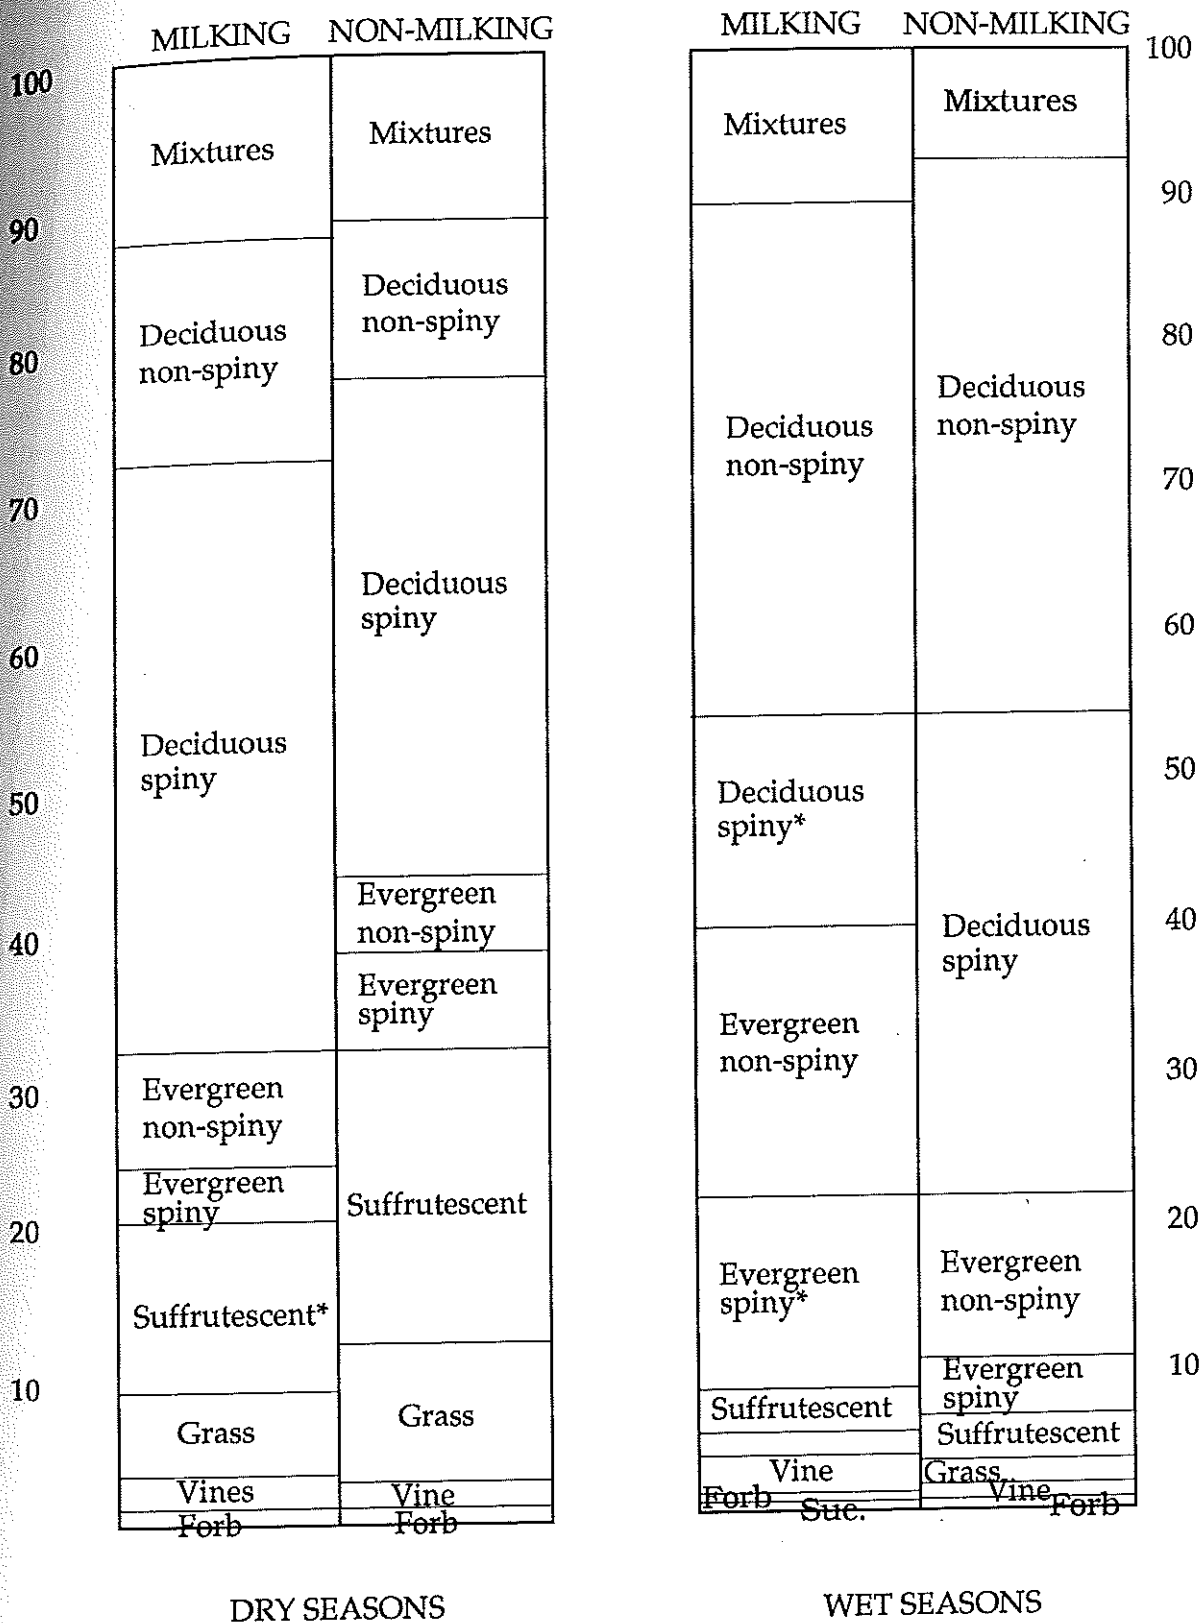 MILKING NON-MILKING
100
90
80
70
60
50
40
30
20
10
Mixtures
Deciduous
non-spiny
Deciduous
spiny
Evergreen
non-spiny
Evergreen
spiny
Suffrutescent*
Grass
Vines
Forb
Mixtures
Deciduous
non-spiny
Deciduous
spiny
Evergreen
non-spiny
Evergreen
spiny
Suffrutescent
Grass
Vine
Forb
DRY SEASONS
MILKING NON-MILKING
Mixtures
Deciduous
non-spiny
Deciduous
spiny*
Evergreen
non-spiny
Evergreen
spiny*
Suffrutescent
Vine
Forb
Suc.
Mixtures
Deciduous
non-spiny
Deciduous
spiny
Evergreen
non-spiny
Evergreen
spiny
Suffrutescent
Grass
Vine
Forb
100
90
80
70
60
50
40
30
20
10
WET SEASONS